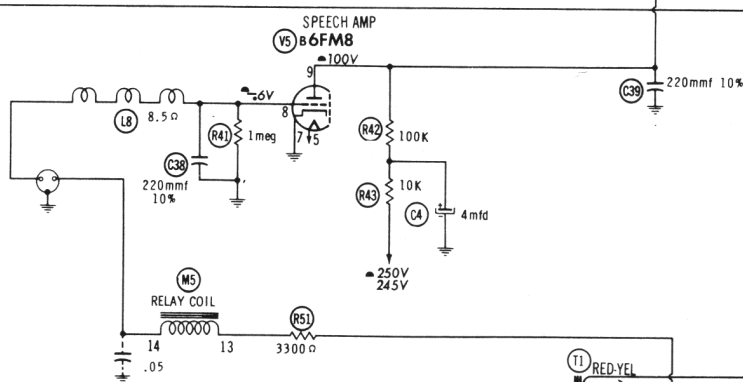 SPEECH AMP
V5 B 6FM8
100V
9
220mmf 10%
C39
-.6V
8
L8
8.5Ω
R41
1meg
7
5
R42
100K
C38
220mmf
10%
R43
10K
C4
+
-
4mfd
250V
245V
M5
RELAY COIL
R51
14
13
3300Ω
.05
T1
RED-YEL